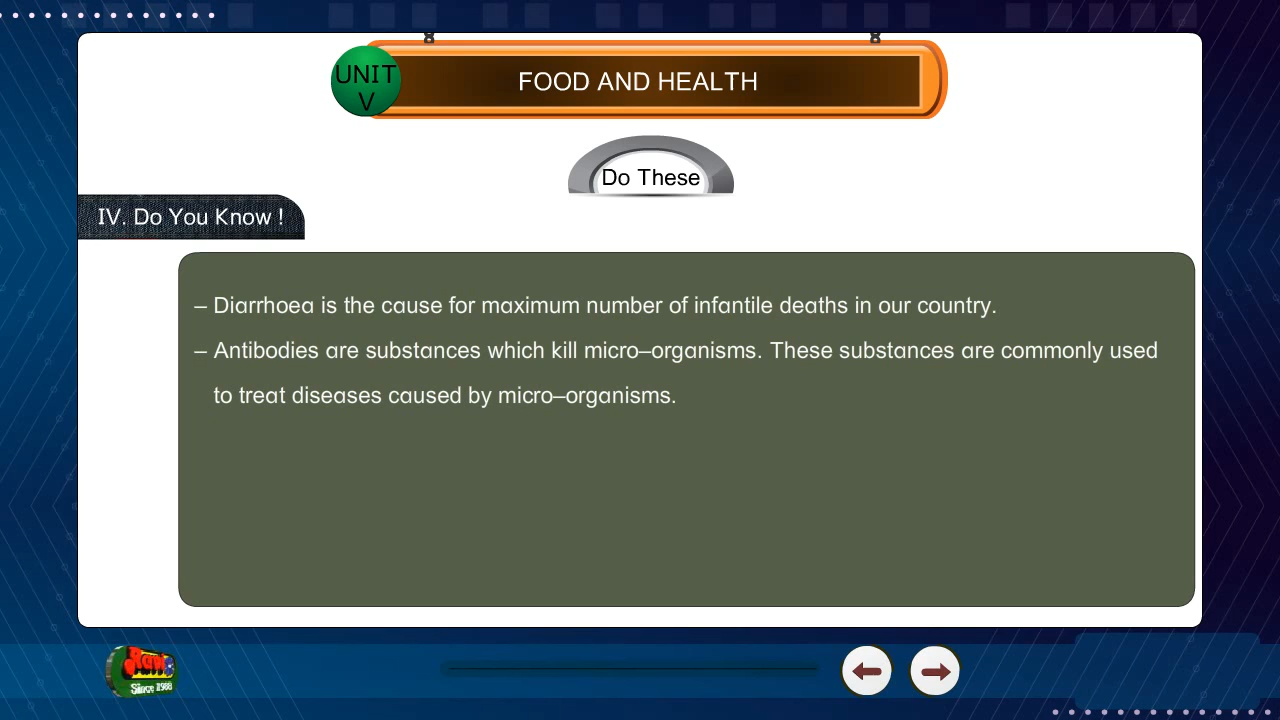 UNIT
V
FOOD AND HEALTH
Do These
IV. Do You Know !
– Diarrhoea is the cause for maximum number of infantile deaths in our country.
– Antibodies are substances which kill micro–organisms. These substances are commonly used
to treat diseases caused by micro–organisms.
Since 1988